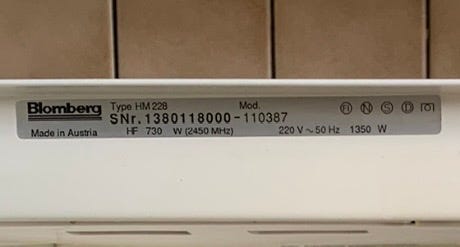 Blomberg Type HM 228 Mod.
SNr. 1380118000-110387
Made in Austria HF 730 W (2450 MHz) 220 V ~ 50 Hz 1350 W
N S D